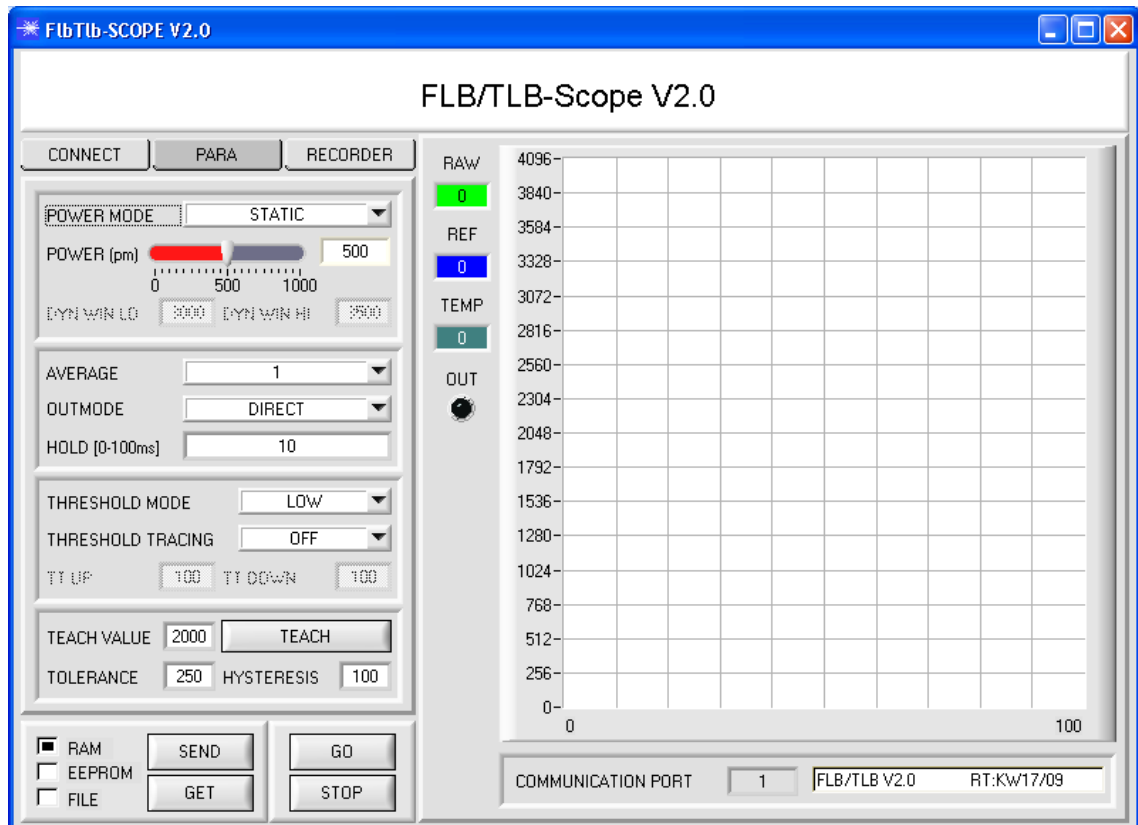 FlbTlb-SCOPE V2.0
FLB/TLB-Scope V2.0
CONNECT PARA RECORDER
POWER MODE STATIC
POWER (pm) 500
0 500 1000
DYN WIN LO 3000 DYN WIN HI 3500
AVERAGE 1
OUTMODE DIRECT
HOLD [0-100ms] 10
THRESHOLD MODE LOW
THRESHOLD TRACING OFF
TT UP 100 TT DOWN 100
TEACH VALUE 2000 TEACH
TOLERANCE 250 HYSTERESIS 100
RAM
EEPROM
FILE
SEND
GET
GO
STOP
RAW
0
REF
0
TEMP
0
OUT
4096
3840
3584
3328
3072
2816
2560
2304
2048
1792
1536
1280
1024
768
512
256
0
0 100
COMMUNICATION PORT 1 FLB/TLB V2.0 RT:KW17/09